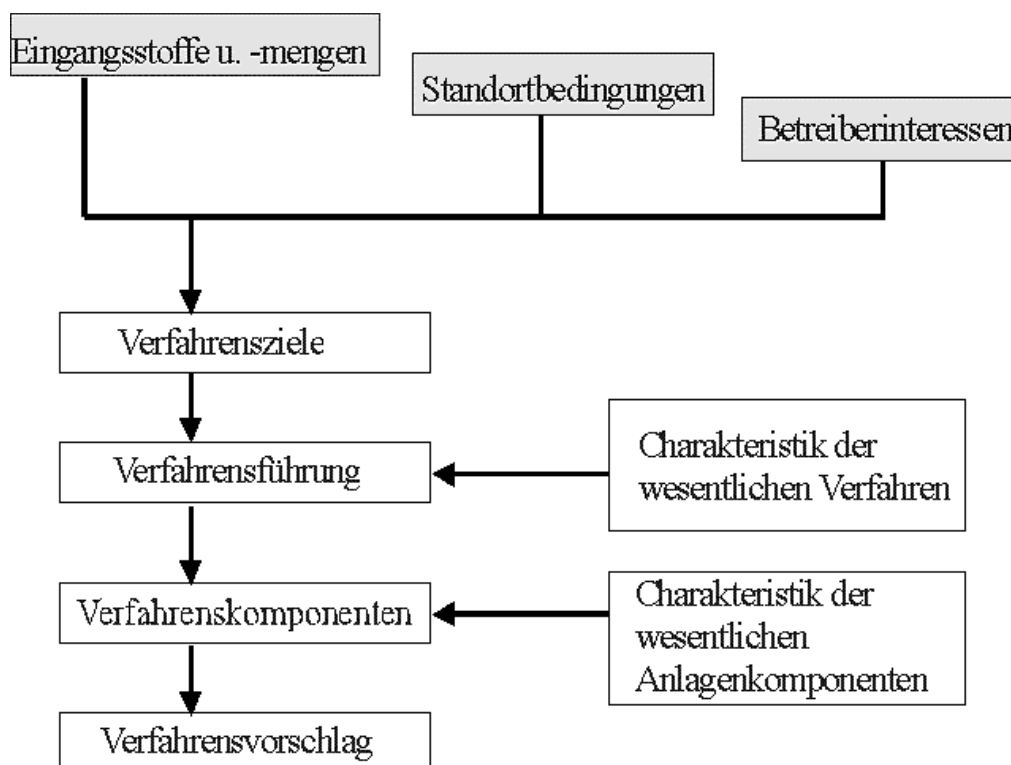 Eingangsstoffe u. -mengen
Standortbedingungen
Betreiberinteressen
Verfahrensziele
Verfahrensführung
Charakteristik der
wesentlichen Verfahren
Verfahrenskomponenten
Charakteristik der
wesentlichen
Anlagenkomponenten
Verfahrensvorschlag